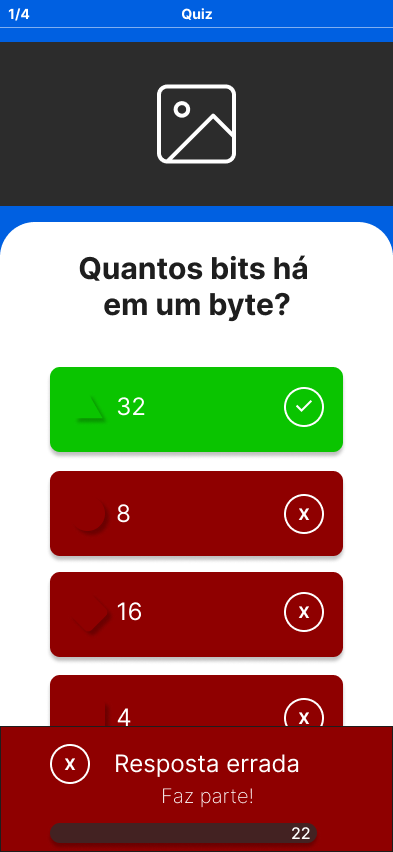 1/4 Quiz
Quantos bits há
em um byte?
32
8 x
16 x
4 x
x Resposta errada
Faz parte!
22